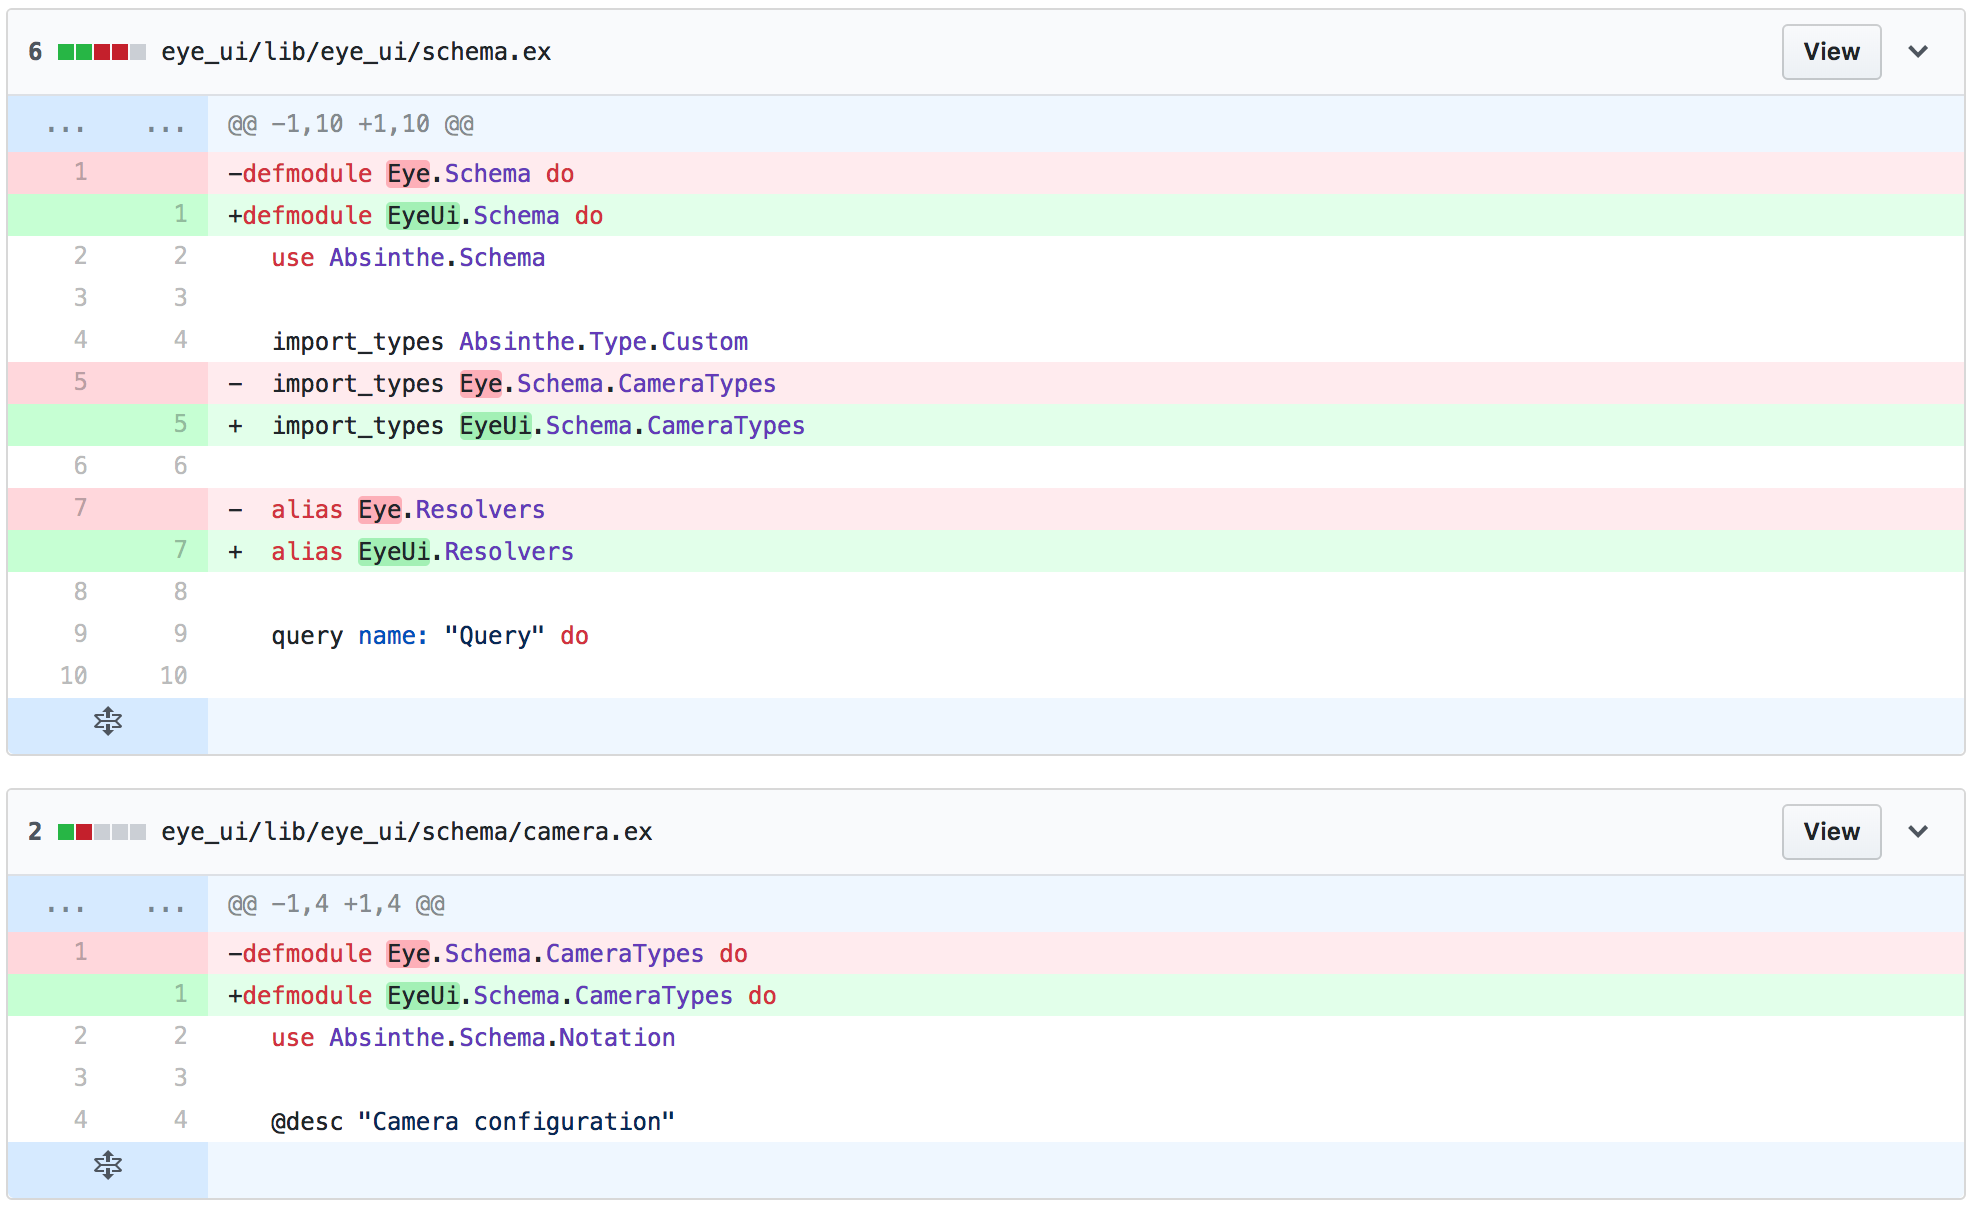 6 eye_ui/lib/eye_ui/schema.ex View
... ... @@ -1,10 +1,10 @@
1 -defmodule Eye.Schema do
1 +defmodule EyeUi.Schema do
2 2 use Absinthe.Schema
3 3
4 4 import_types Absinthe.Type.Custom
5 - import_types Eye.Schema.CameraTypes
5 + import_types EyeUi.Schema.CameraTypes
6 6
7 - alias Eye.Resolvers
7 + alias EyeUi.Resolvers
8 8
9 9 query name: "Query" do
10 10
2 eye_ui/lib/eye_ui/schema/camera.ex View
... ... @@ -1,4 +1,4 @@
1 -defmodule Eye.Schema.CameraTypes do
1 +defmodule EyeUi.Schema.CameraTypes do
2 2 use Absinthe.Schema.Notation
3 3
4 4 @desc "Camera configuration"